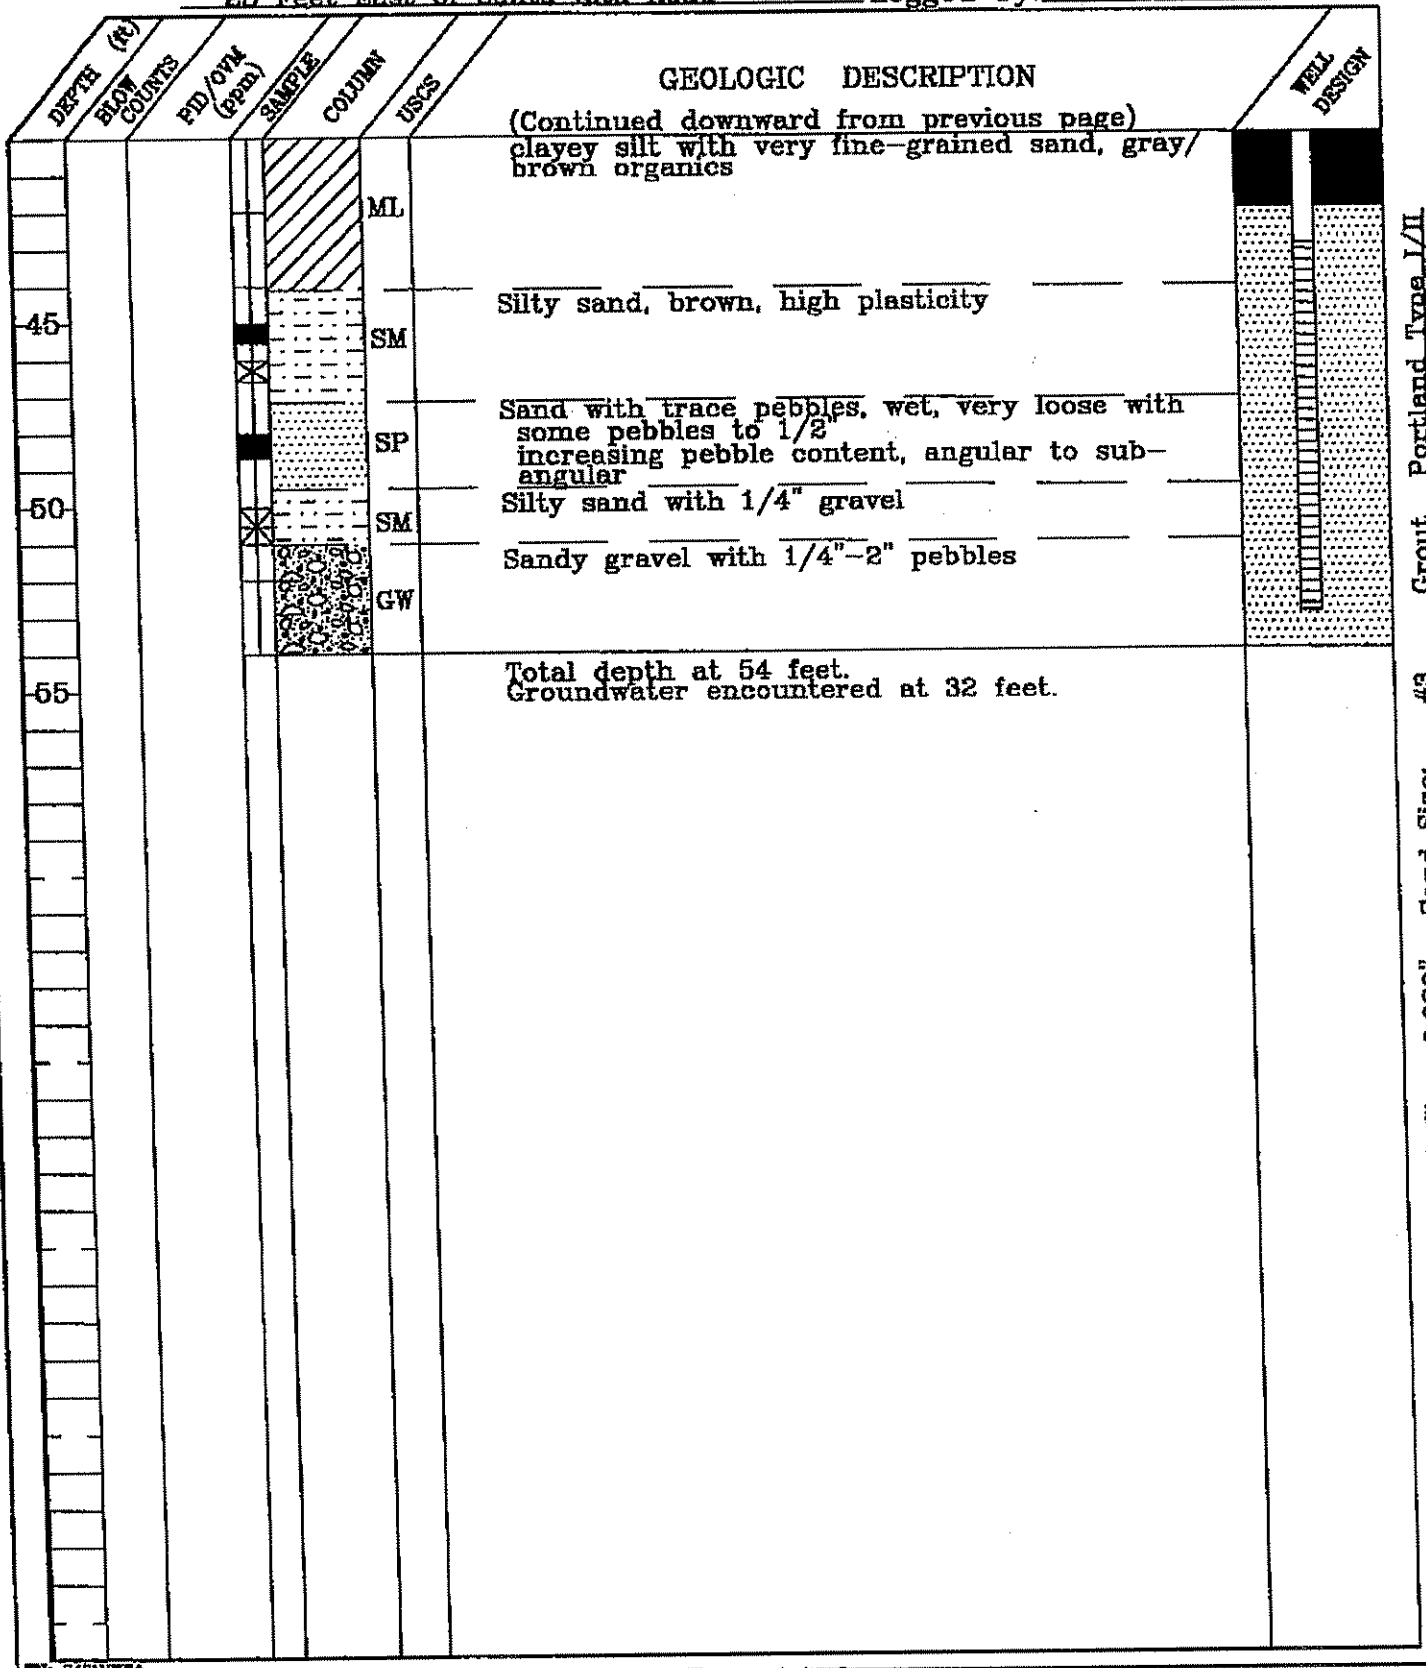 DEPTH (ft)
BLOW COUNTS
PID/OVM (ppm)
SAMPLE
COLUMN
USCS
GEOLOGIC DESCRIPTION
WELL DESIGN
(Continued downward from previous page)
clayey silt with very fine-grained sand, gray/
brown organics
ML
Silty sand, brown, high plasticity
45
SM
Sand with trace pebbles, wet, very loose with
some pebbles to 1/2"
SP
increasing pebble content, angular to sub-
angular
Silty sand with 1/4" gravel
50
SM
Sandy gravel with 1/4"-2" pebbles
GW
Total depth at 54 feet.
55
Groundwater encountered at 32 feet.
Grout Portland Type I/II
#3